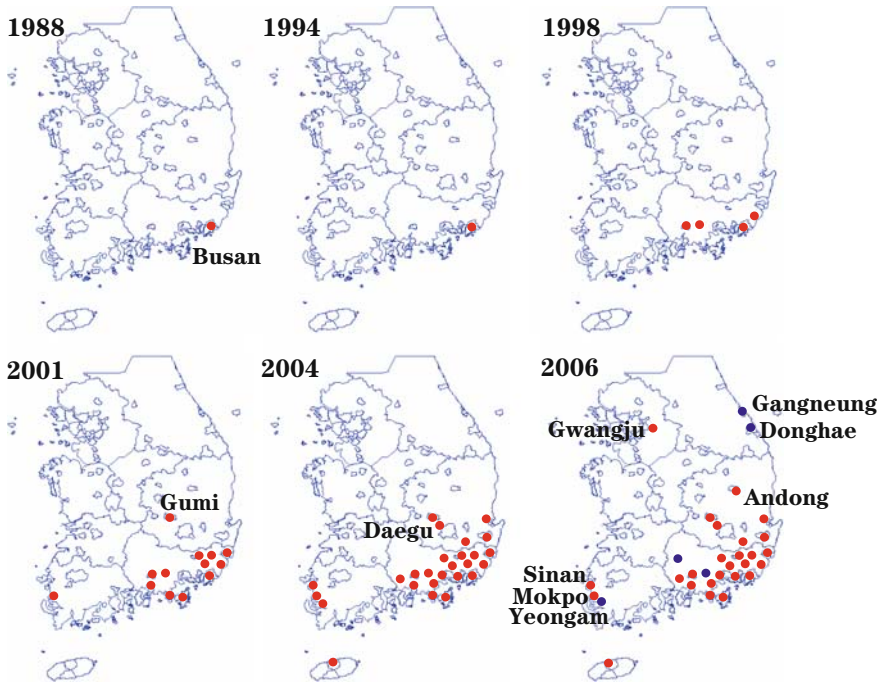 1988
1994
1998
Busan
2001
2004
2006
Gangneung
Gwangju
Donghae
Gumi
Andong
Daegu
Sinan
Mokpo
Yeongam